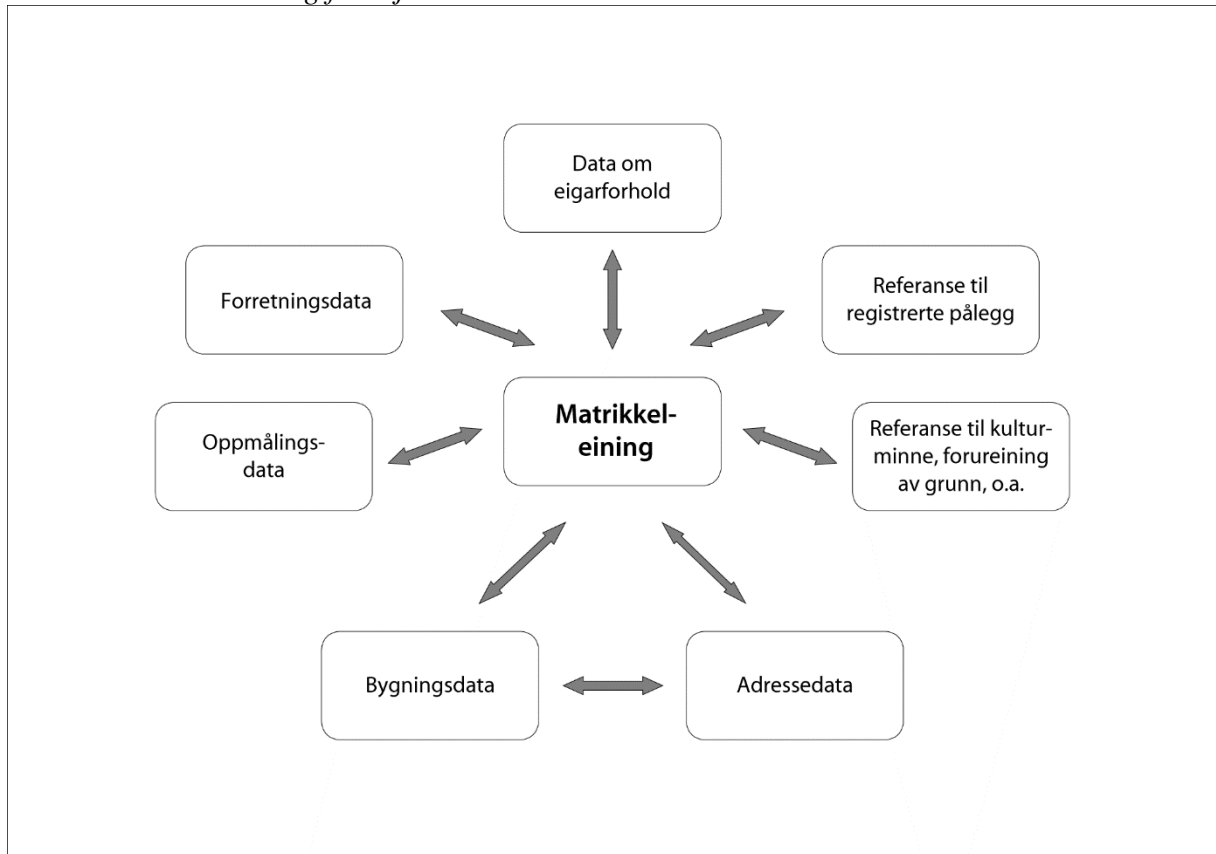 Data om
eigarforhold
Forretningsdata
Referanse til
registrerte pålegg
Matrikkel-
eining
Oppmålings-
data
Referanse til kultur-
minne, forureining
av grunn, o.a.
Bygningsdata
Adressedata